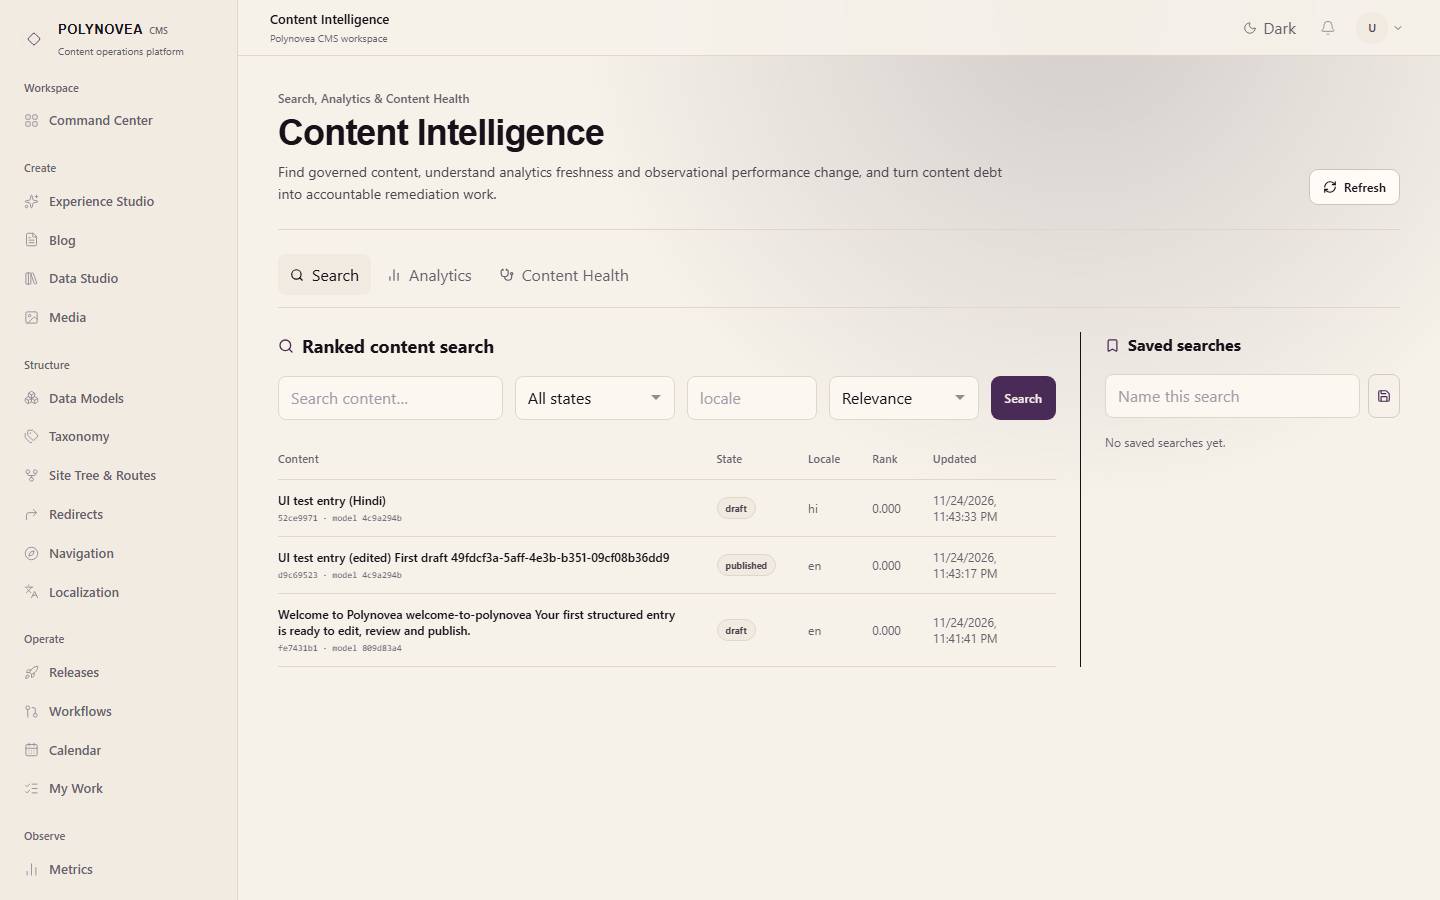 POLYNOVEA CMS
Content operations platform
Workspace
Command Center
Create
Experience Studio
Blog
Data Studio
Media
Structure
Data Models
Taxonomy
Site Tree & Routes
Redirects
Navigation
Localization
Operate
Releases
Workflows
Calendar
My Work
Observe
Metrics
Content Intelligence
Polynovea CMS workspace
Dark
U
Search, Analytics & Content Health
Content Intelligence
Find governed content, understand analytics freshness and observational performance change, and turn content debt
into accountable remediation work.
Refresh
Search
Analytics
Content Health
Ranked content search
Search content...
All states
locale
Relevance
Search
Content State Locale Rank Updated
UI test entry (Hindi)
52ce9971 · model 4c9a294b
draft
hi
0.000
11/24/2026,
11:43:33 PM
UI test entry (edited) First draft 49fdcf3a-5aff-4e3b-b351-09cf08b36dd9
d9c69523 · model 4c9a294b
published
en
0.000
11/24/2026,
11:43:17 PM
Welcome to Polynovea welcome-to-polynovea Your first structured entry
is ready to edit, review and publish.
fe7431b1 · model 809d83a4
draft
en
0.000
11/24/2026,
11:41:41 PM
Saved searches
Name this search
No saved searches yet.